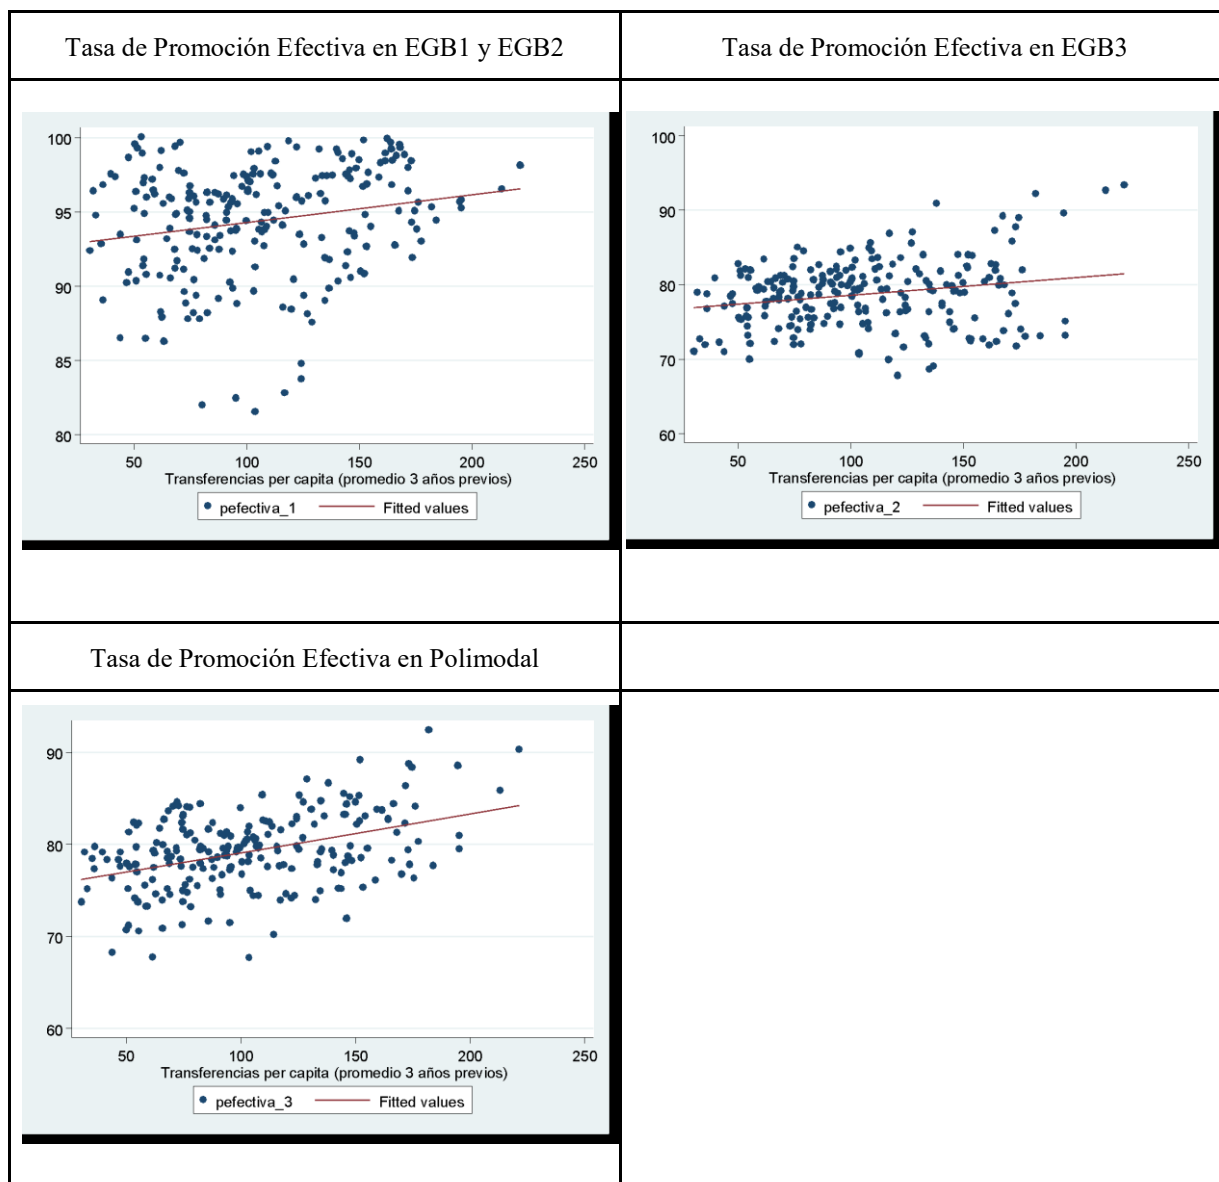 Tasa de Promoción Efectiva en EGB1 y EGB2
Tasa de Promoción Efectiva en EGB3
100
95
90
85
80
50 100 150 200 250
Transferencias per capita (promedio 3 años previos)
pefectiva_1 Fitted values
100
90
80
70
60
50 100 150 200 250
Transferencias per capita (promedio 3 años previos)
pefectiva_2 Fitted values
Tasa de Promoción Efectiva en Polimodal
90
80
70
60
50 100 150 200 250
Transferencias per capita (promedio 3 años previos)
pefectiva_3 Fitted values